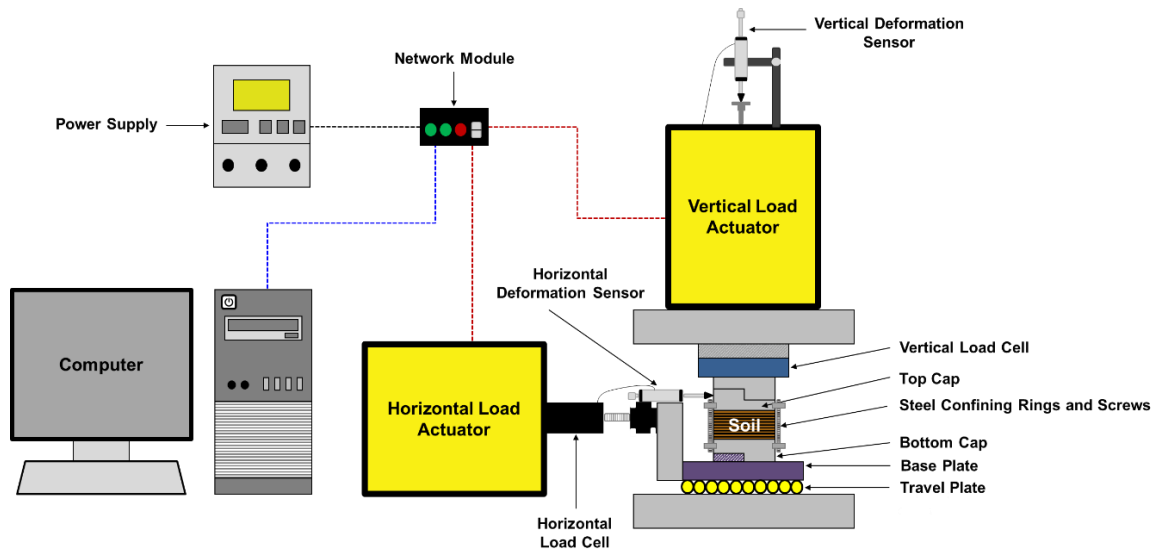 Vertical Deformation
Sensor
Network Module
Power Supply
Vertical Load
Actuator
Horizontal
Deformation Sensor
Computer
Horizontal Load
Actuator
Vertical Load Cell
Top Cap
Steel Confining Rings and Screws
Soil
Bottom Cap
Base Plate
Travel Plate
Horizontal
Load Cell